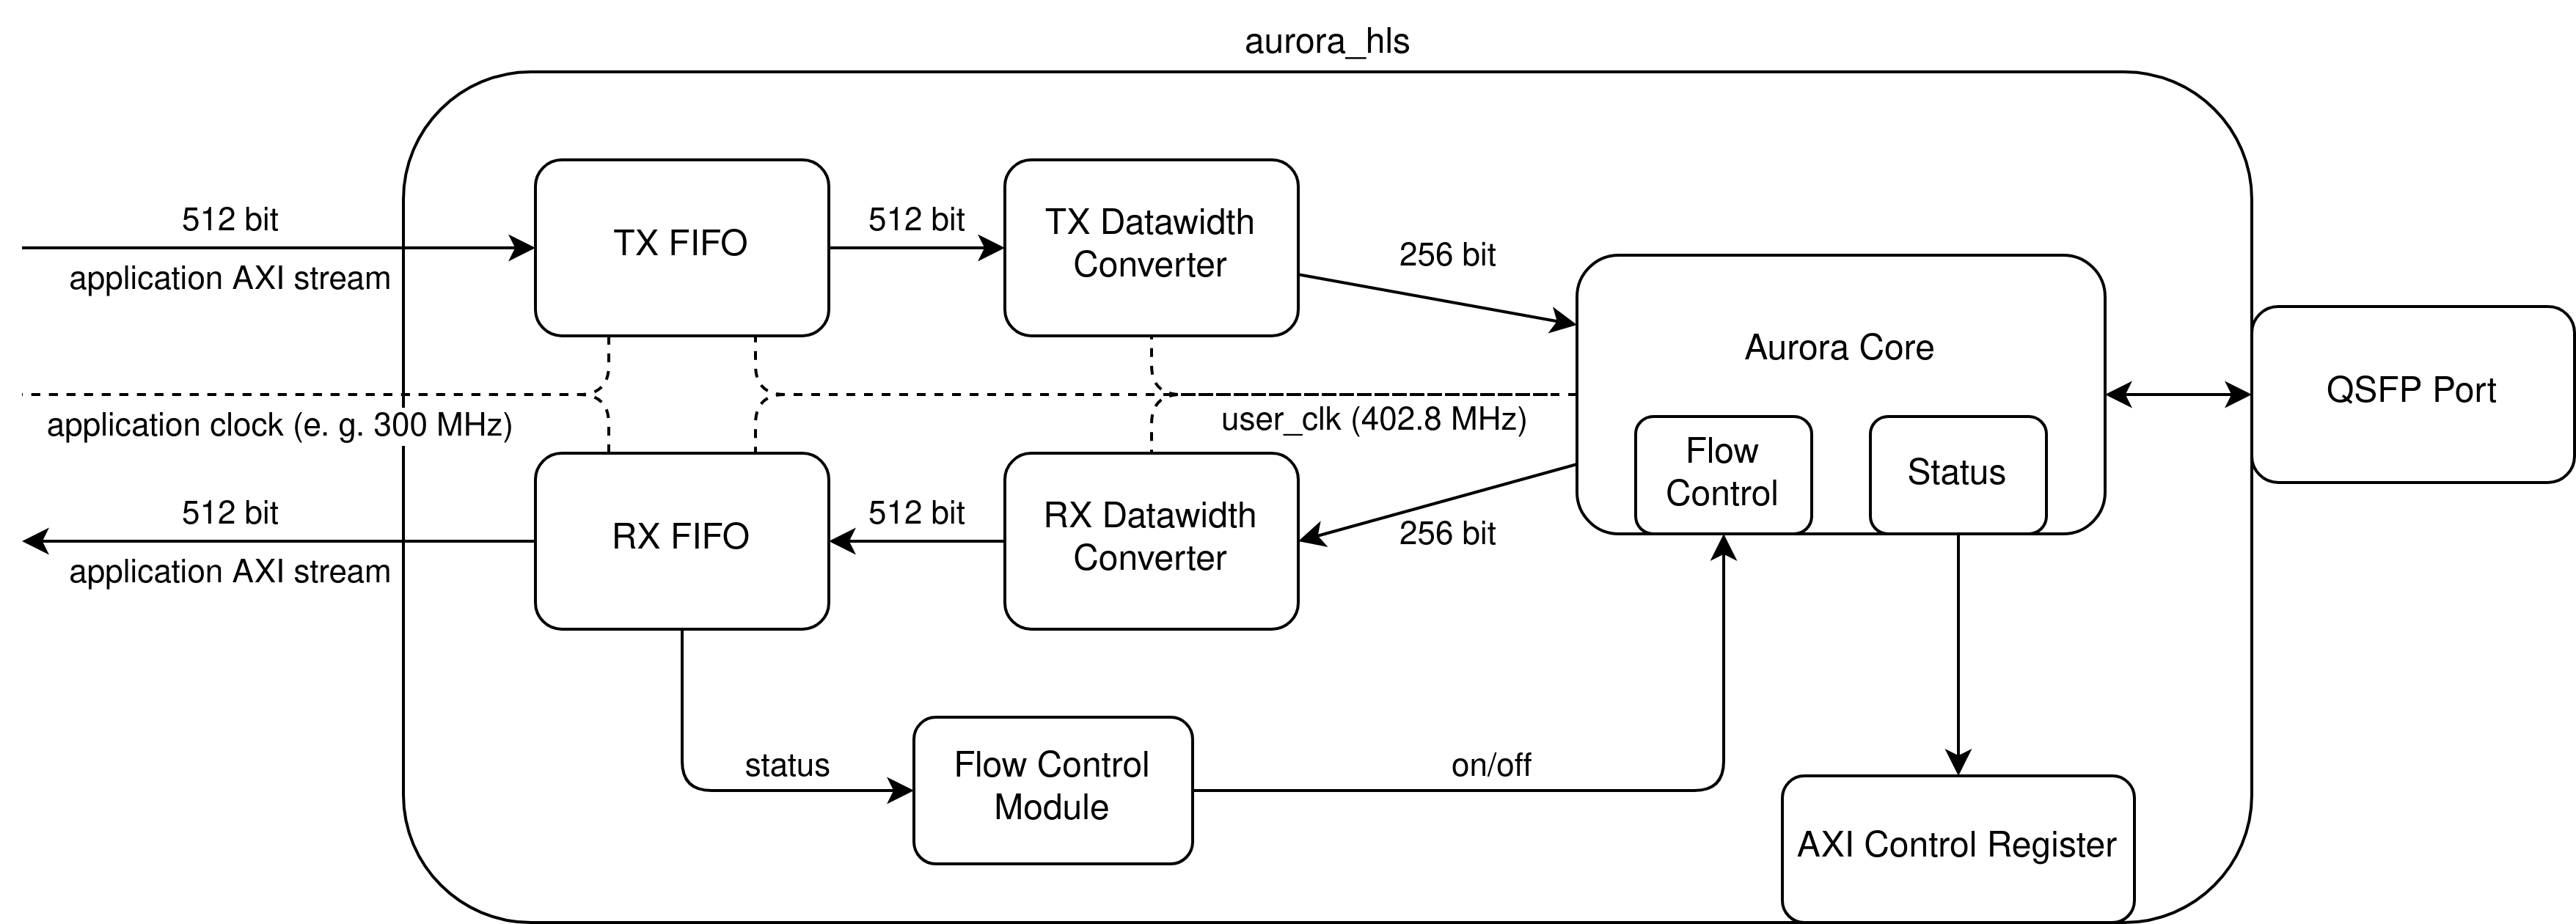 aurora_hls
512 bit
application AXI stream
TX FIFO
512 bit
TX Datawidth
Converter
256 bit
Aurora Core
QSFP Port
application clock (e. g. 300 MHz)
user_clk (402.8 MHz)
Flow
Control
Status
512 bit
application AXI stream
RX FIFO
512 bit
RX Datawidth
Converter
256 bit
status
Flow Control
Module
on/off
AXI Control Register